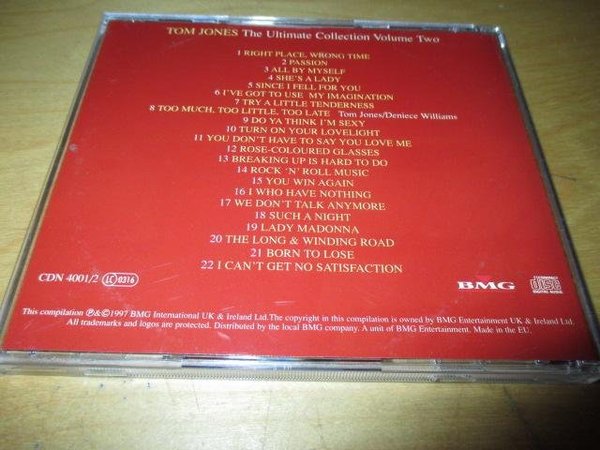 TOM JONES The Ultimate Collection Volume Two
1 RIGHT PLACE, WRONG TIME
2 PASSION
3 ALL BY MYSELF
4 SHE'S A LADY
5 SINCE I FELL FOR YOU
6 I'VE GOT TO USE MY IMAGINATION
7 TRY A LITTLE TENDERNESS
8 TOO MUCH, TOO LITTLE, TOO LATE Tom Jones/Deniece Williams
9 DO YA THINK I'M SEXY
10 TURN ON YOUR LOVELIGHT
11 YOU DON'T HAVE TO SAY YOU LOVE ME
12 ROSE-COLOURED GLASSES
13 BREAKING UP IS HARD TO DO
14 ROCK 'N' ROLL MUSIC
15 YOU WIN AGAIN
16 I WHO HAVE NOTHING
17 WE DON'T TALK ANYMORE
18 SUCH A NIGHT
19 LADY MADONNA
20 THE LONG & WINDING ROAD
21 BORN TO LOSE
22 I CAN'T GET NO SATISFACTION
CDN 4001/2 LC 0316
BMG
COMPACT
disc
DIGITAL AUDIO
This compilation ℗&©1997 BMG International UK & Ireland Ltd.The copyright in this compilation is owned by BMG Entertainment UK & Ireland Ltd.
All trademarks and logos are protected. Distributed by the local BMG company. A unit of BMG Entertainment. Made in the EU.